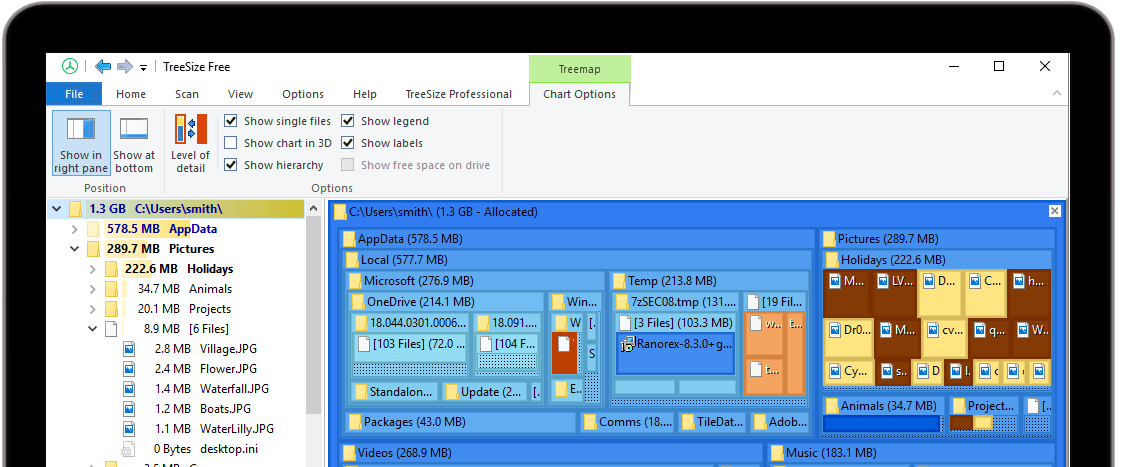 TreeSize Free
Treemap
File Home Scan View Options Help TreeSize Professional Chart Options
Show in right pane
Show at bottom
Position
Level of detail
Show single files
Show chart in 3D
Show hierarchy
Show legend
Show labels
Show free space on drive
Options
1.3 GB C:\Users\smith\
578.5 MB AppData
289.7 MB Pictures
222.6 MB Holidays
34.7 MB Animals
20.1 MB Projects
8.9 MB [6 Files]
2.8 MB Village.JPG
2.4 MB Flower.JPG
1.4 MB Waterfall.JPG
1.2 MB Boats.JPG
1.1 MB WaterLilly.JPG
0 Bytes desktop.ini
C:\Users\smith\ (1.3 GB - Allocated)
AppData (578.5 MB)
Local (577.7 MB)
Microsoft (276.9 MB)
OneDrive (214.1 MB)
18.044.0301.0006...
[103 Files] (72.0
18.091....
[104 F...
Standalon...
Update (2...
[.
Win...
W
[.
S
E...
Temp (213.8 MB)
7zSEC08.tmp (131....
[3 Files] (103.3 MB)
Ranorex-8.3.0+g...
[19 Fil...
w...
t...
t...
Packages (43.0 MB)
Comms (18....
TileDat...
Adob...
Pictures (289.7 MB)
Holidays (222.6 MB)
M... LV... D... C... h...
Dr0... M... cv... q... W...
Cy... s... D l. c c c
Animals (34.7 MB)
Project...
[...
Videos (268.9 MB)
Music (183.1 MB)